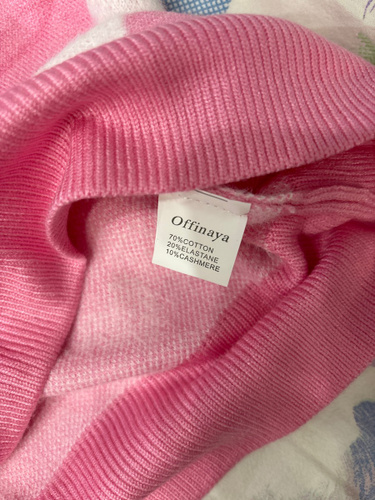 Offinaya
70%COTTON
20%ELASTANE
10%CASHMERE